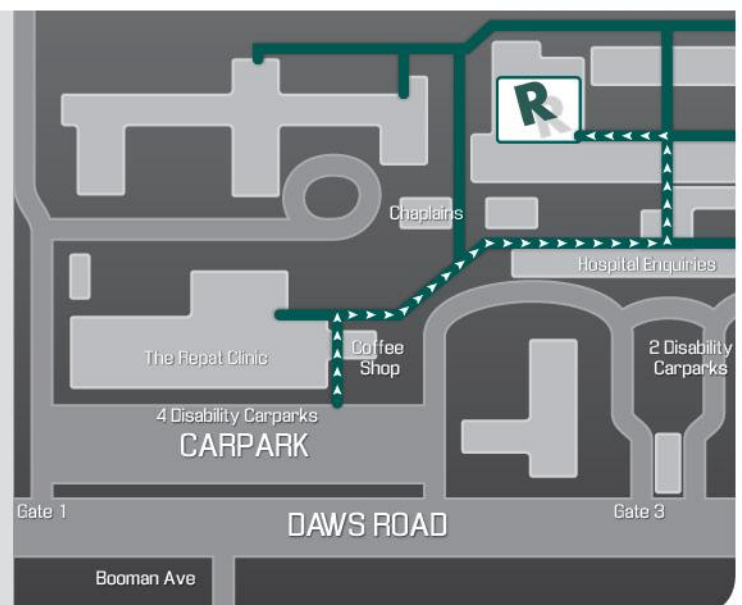 R
R
Chaplains
Hospital Enquiries
The Repat Clinic
Coffee
Shop
2 Disability
Carparks
4 Disability Carparks
CARPARK
Gate 1
DAWS ROAD
Gate 3
Booman Ave